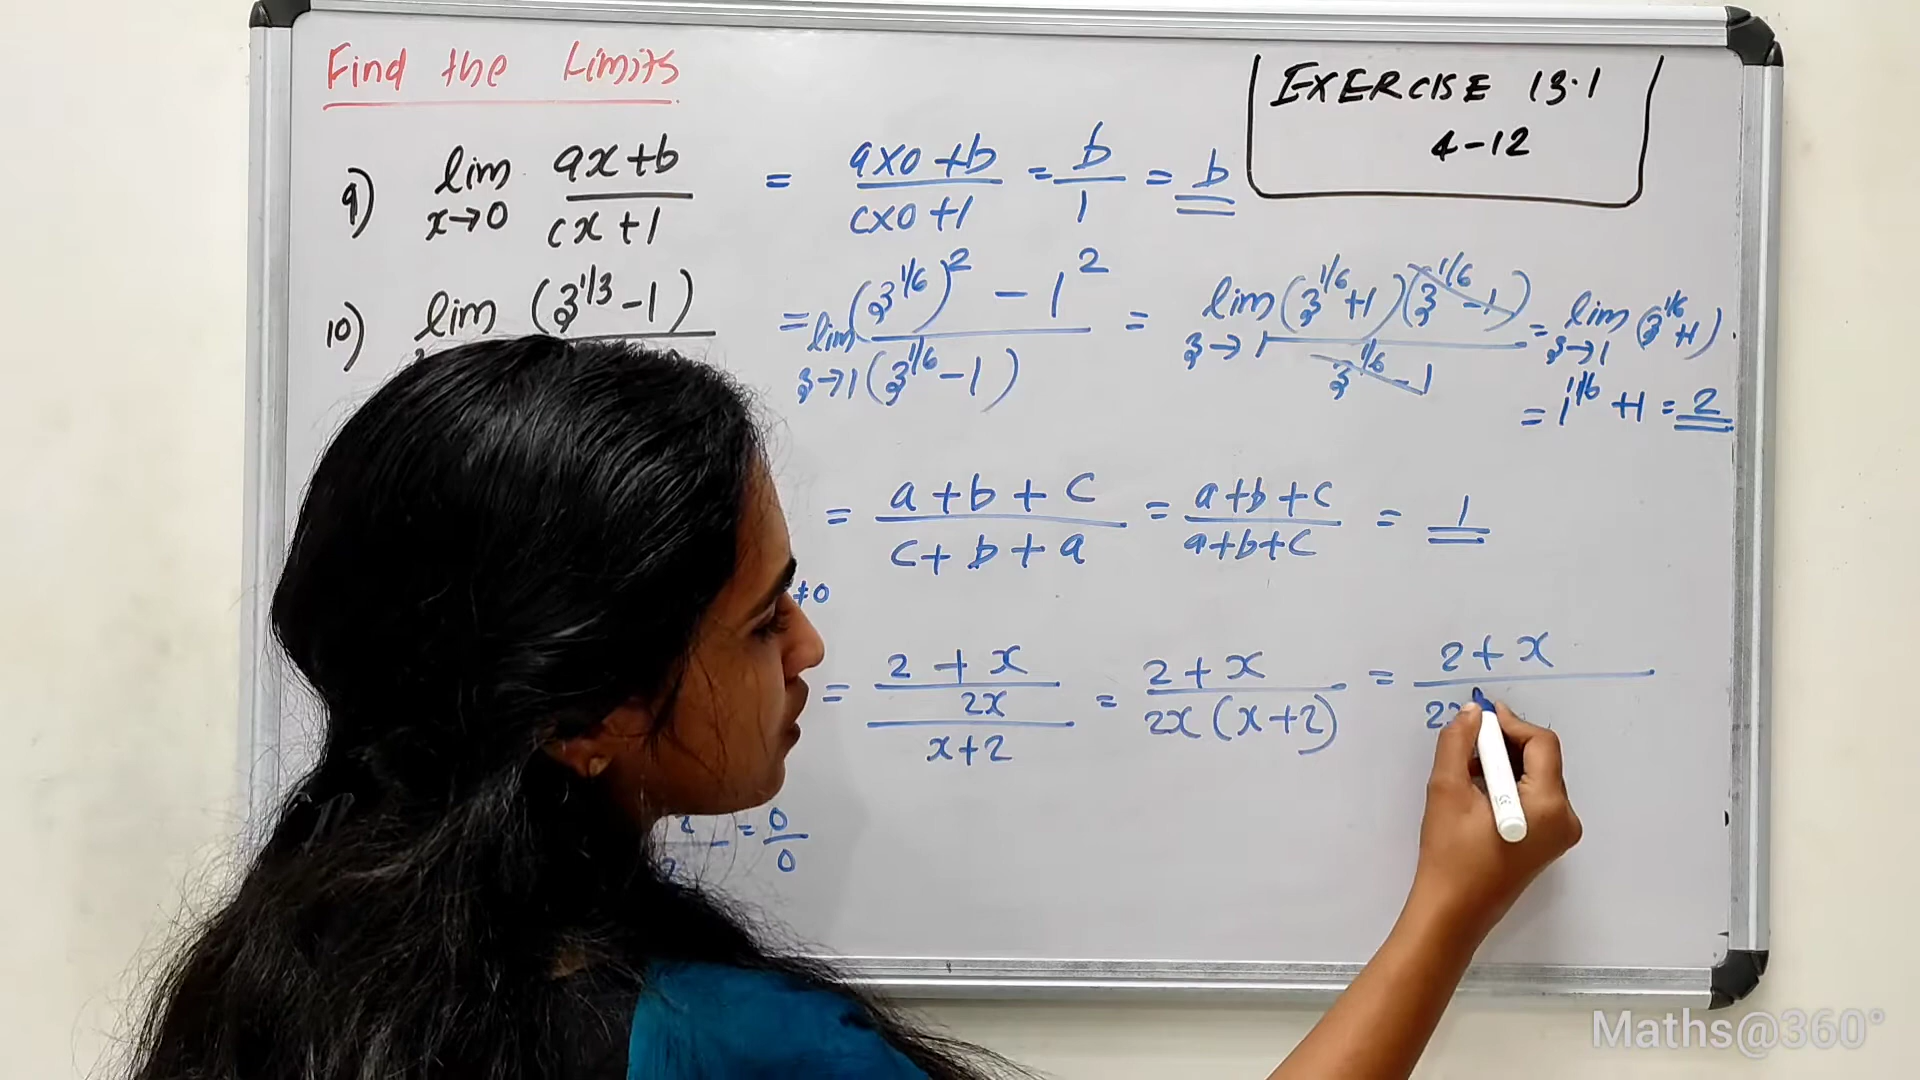 Find the Limits
EXERCISE 13.1
4-12
9) lim x→0 (ax+b)/(cx+1) = (a×0+b)/(c×0+1) = b/1 = b
10) lim (z^1/3 -1) = lim z→1 ((z^1/6)^2 - 1^2)/(z^1/6 -1) = lim z→1 (z^1/6+1)(z^1/6-1)/(z^1/6-1) = lim z→1 (z^1/6+1).
= 1^1/6 +1 = 2
= (a+b+c)/(c+b+a) = (a+b+c)/(a+b+c) = 1
≠0
= ((2+x)/2x)/(x+2) = (2+x)/(2x(x+2)) = (2+x)/
= 0/0
Maths@360°